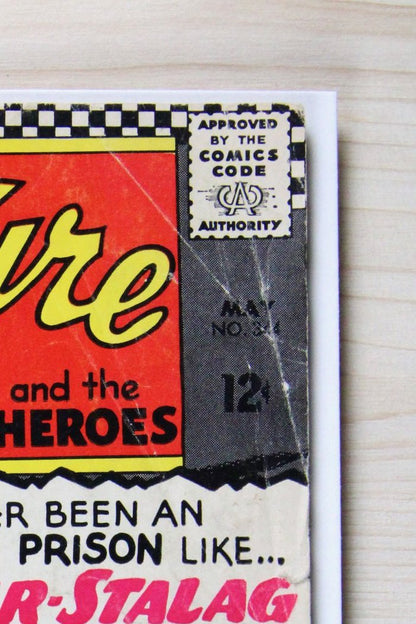 APPROVED
BY THE
COMICS
CODE
CA
AUTHORITY
ure
MAY
NO. 344
12¢
and the
HEROES
R BEEN AN
PRISON LIKE...
R-STALAG